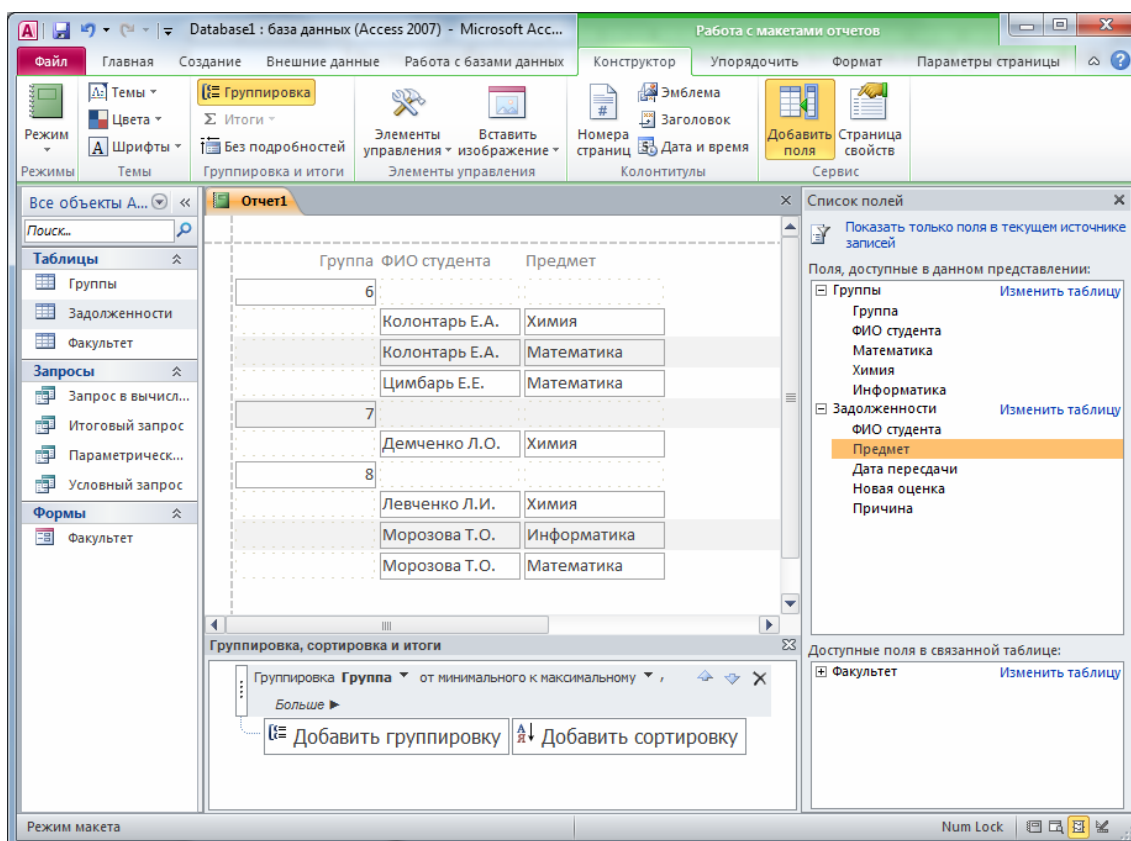 Database1 : база данных (Access 2007) - Microsoft Acc...
Работа с макетами отчетов
Файл Главная Создание Внешние данные Работа с базами данных Конструктор Упорядочить Формат Параметры страницы
Режим
Режимы
Темы
Цвета
Шрифты
Темы
Группировка
Итоги
Без подробностей
Группировка и итоги
Элементы управления
Вставить изображение
Элементы управления
Номера страниц
Эмблема
Заголовок
Дата и время
Колонтитулы
Добавить поля
Страница свойств
Сервис
Все объекты A...
Поиск...
Таблицы
Группы
Задолженности
Факультет
Запросы
Запрос в вычисл...
Итоговый запрос
Параметрическ...
Условный запрос
Формы
Факультет
Отчет1
Группа ФИО студента Предмет
6
Колонтарь Е.А. Химия
Колонтарь Е.А. Математика
Цимбарь Е.Е. Математика
7
Демченко Л.О. Химия
8
Левченко Л.И. Химия
Морозова Т.О. Информатика
Морозова Т.О. Математика
Группировка, сортировка и итоги
Группировка Группа от минимального к максимальному ,
Больше
Добавить группировку Добавить сортировку
Список полей
Показать только поля в текущем источнике
записей
Поля, доступные в данном представлении:
Группы Изменить таблицу
Группа
ФИО студента
Математика
Химия
Информатика
Задолженности Изменить таблицу
ФИО студента
Предмет
Дата пересдачи
Новая оценка
Причина
Доступные поля в связанной таблице:
Факультет Изменить таблицу
Режим макета
Num Lock